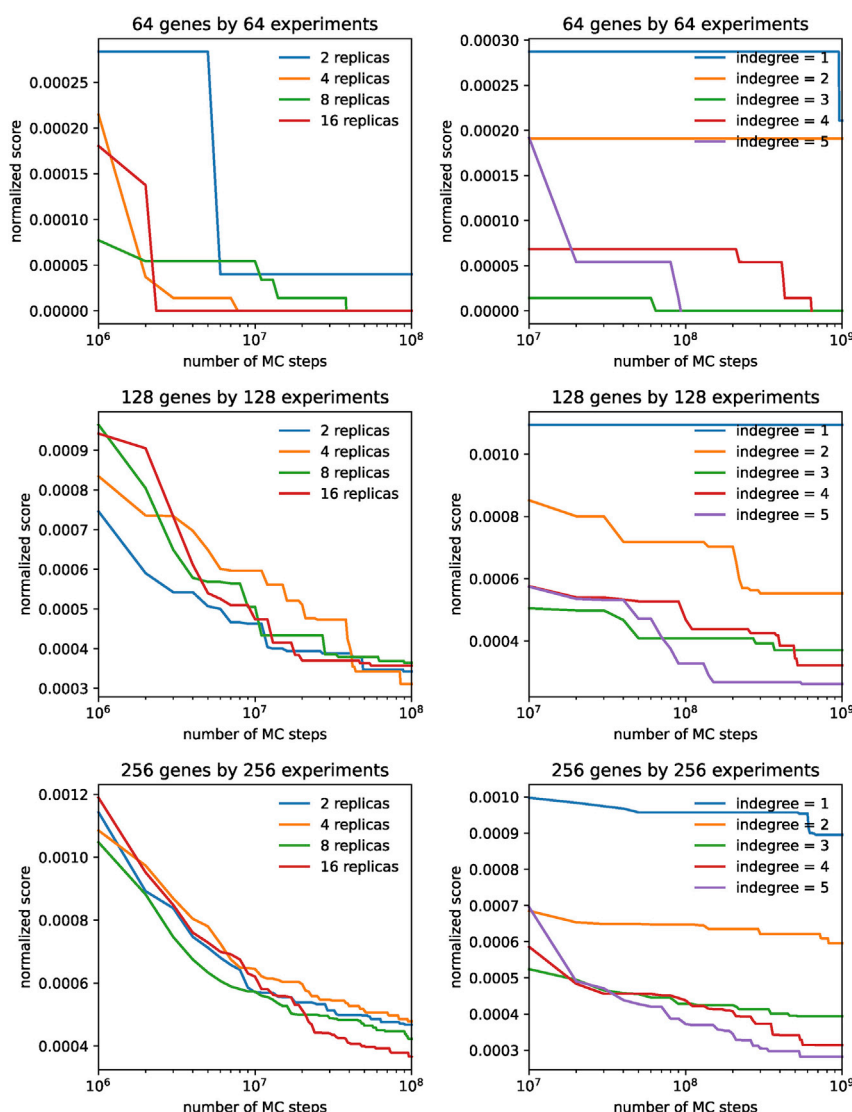 64 genes by 64 experiments
normalized score
0.00025
0.00020
0.00015
0.00010
0.00005
0.00000
2 replicas
4 replicas
8 replicas
16 replicas
10⁶
10⁷
10⁸
number of MC steps
64 genes by 64 experiments
normalized score
0.00030
0.00025
0.00020
0.00015
0.00010
0.00005
0.00000
indegree = 1
indegree = 2
indegree = 3
indegree = 4
indegree = 5
10⁷
10⁸
10⁹
number of MC steps
128 genes by 128 experiments
normalized score
0.0009
0.0008
0.0007
0.0006
0.0005
0.0004
0.0003
2 replicas
4 replicas
8 replicas
16 replicas
10⁶
10⁷
10⁸
number of MC steps
128 genes by 128 experiments
normalized score
0.0010
0.0008
0.0006
0.0004
indegree = 1
indegree = 2
indegree = 3
indegree = 4
indegree = 5
10⁷
10⁸
10⁹
number of MC steps
256 genes by 256 experiments
normalized score
0.0012
0.0010
0.0008
0.0006
0.0004
2 replicas
4 replicas
8 replicas
16 replicas
10⁶
10⁷
10⁸
number of MC steps
256 genes by 256 experiments
normalized score
0.0010
0.0009
0.0008
0.0007
0.0006
0.0005
0.0004
0.0003
indegree = 1
indegree = 2
indegree = 3
indegree = 4
indegree = 5
10⁷
10⁸
10⁹
number of MC steps